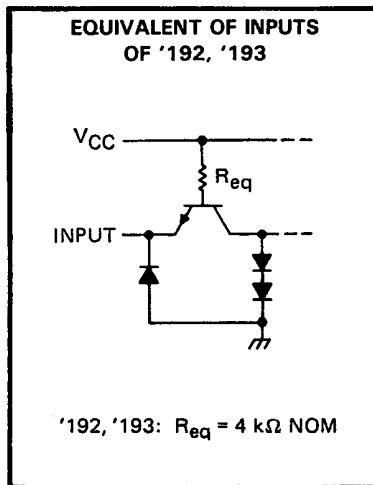 EQUIVALENT OF INPUTS
OF '192, '193
VCC
Req
INPUT
'192, '193: Req = 4 kΩ NOM